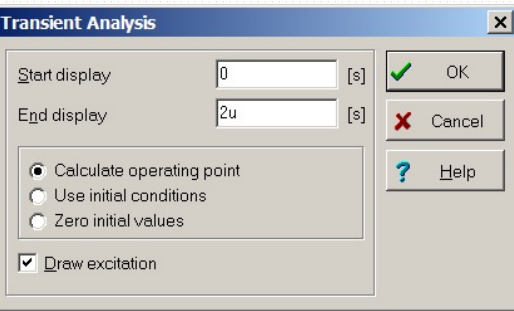 Transient Analysis
Start display 0 [s]
End display 2u [s]
Calculate operating point
Use initial conditions
Zero initial values
Draw excitation
OK
Cancel
? Help